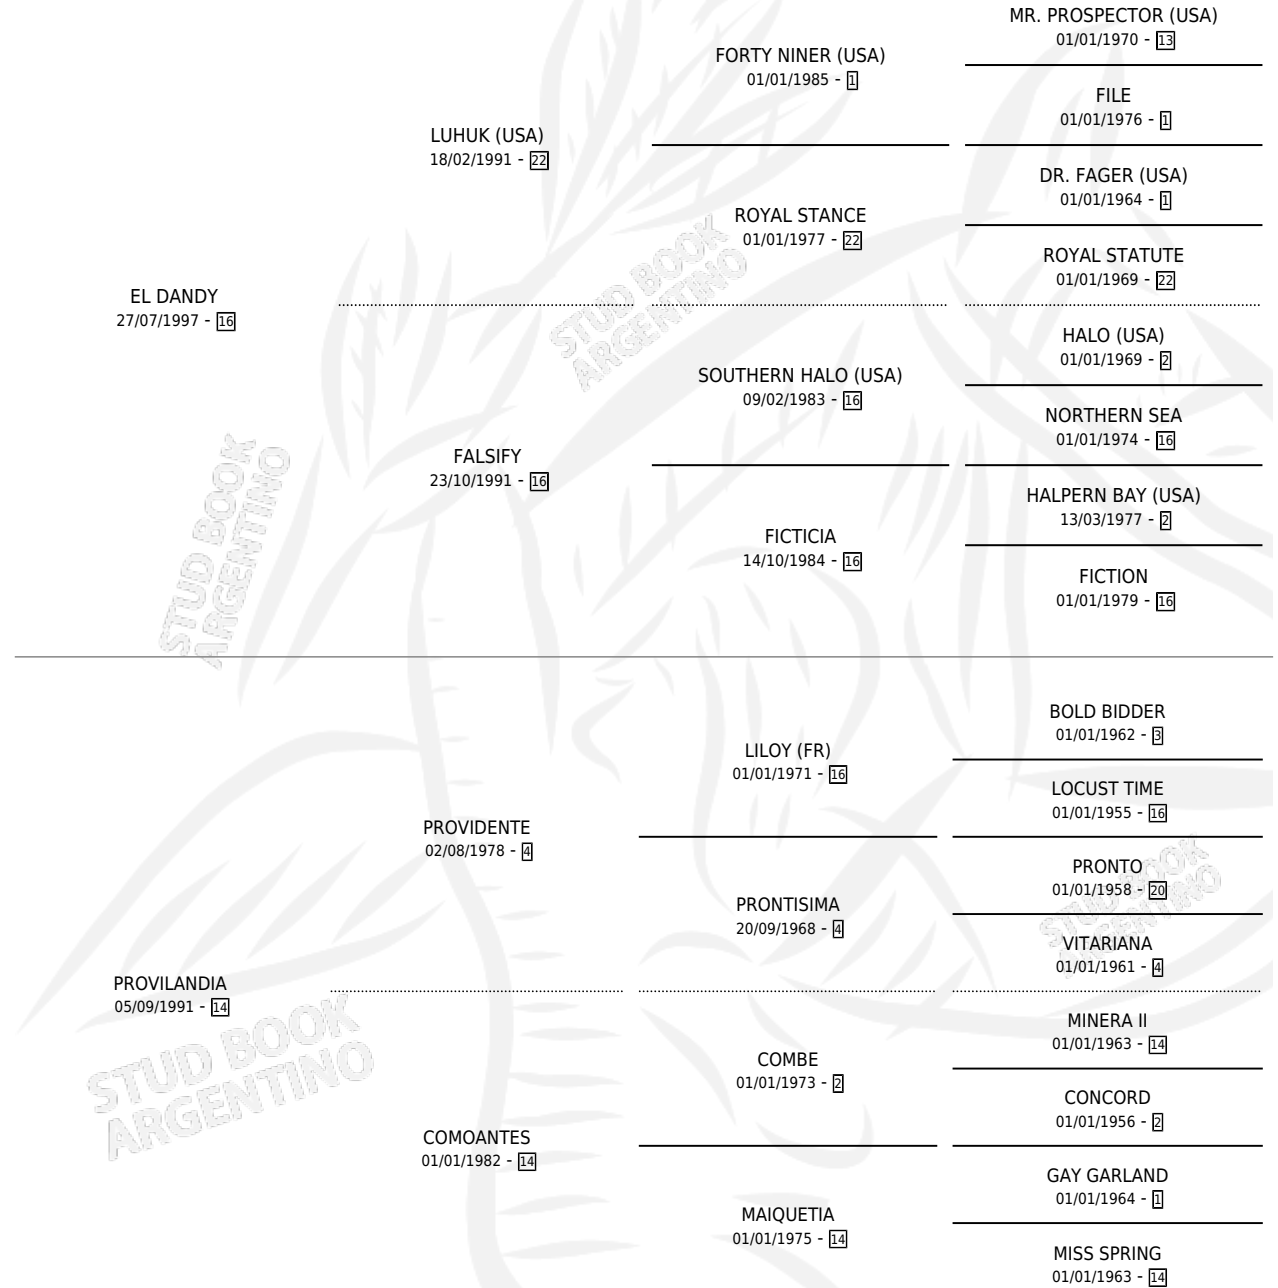 MR. PROSPECTOR (USA)
01/01/1970 - 13
FORTY NINER (USA)
01/01/1985 - 1
FILE
01/01/1976 - 1
LUHUK (USA)
18/02/1991 - 22
DR. FAGER (USA)
01/01/1964 - 1
ROYAL STANCE
01/01/1977 - 22
ROYAL STATUTE
01/01/1969 - 22
EL DANDY
27/07/1997 - 16
HALO (USA)
01/01/1969 - 2
SOUTHERN HALO (USA)
09/02/1983 - 16
NORTHERN SEA
01/01/1974 - 16
FALSIFY
23/10/1991 - 16
HALPERN BAY (USA)
13/03/1977 - 2
FICTICIA
14/10/1984 - 16
FICTION
01/01/1979 - 16
BOLD BIDDER
01/01/1962 - 3
LILOY (FR)
01/01/1971 - 16
LOCUST TIME
01/01/1955 - 16
PROVIDENTE
02/08/1978 - 4
PRONTO
01/01/1958 - 20
PRONTISIMA
20/09/1968 - 4
VITARIANA
01/01/1961 - 4
PROVILANDIA
05/09/1991 - 14
MINERA II
01/01/1963 - 14
COMBE
01/01/1973 - 2
CONCORD
01/01/1956 - 2
COMOANTES
01/01/1982 - 14
GAY GARLAND
01/01/1964 - 1
MAIQUETIA
01/01/1975 - 14
MISS SPRING
01/01/1963 - 14
STUD BOOK
ARGENTINO
STUD BOOK
ARGENTINO
STUD BOOK
ARGENTINO
STUD BOOK
ARGENTINO